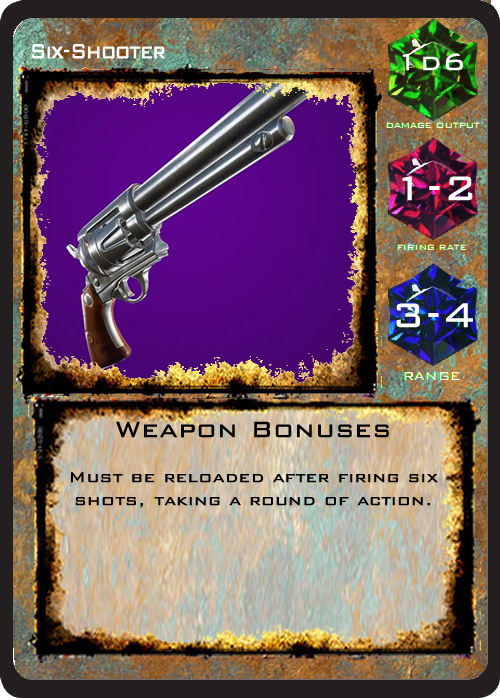 Six-Shooter
1D6
DAMAGE OUTPUT
1-2
FIRING RATE
3-4
RANGE
Weapon Bonuses
Must be reloaded after firing six
shots, taking a round of action.